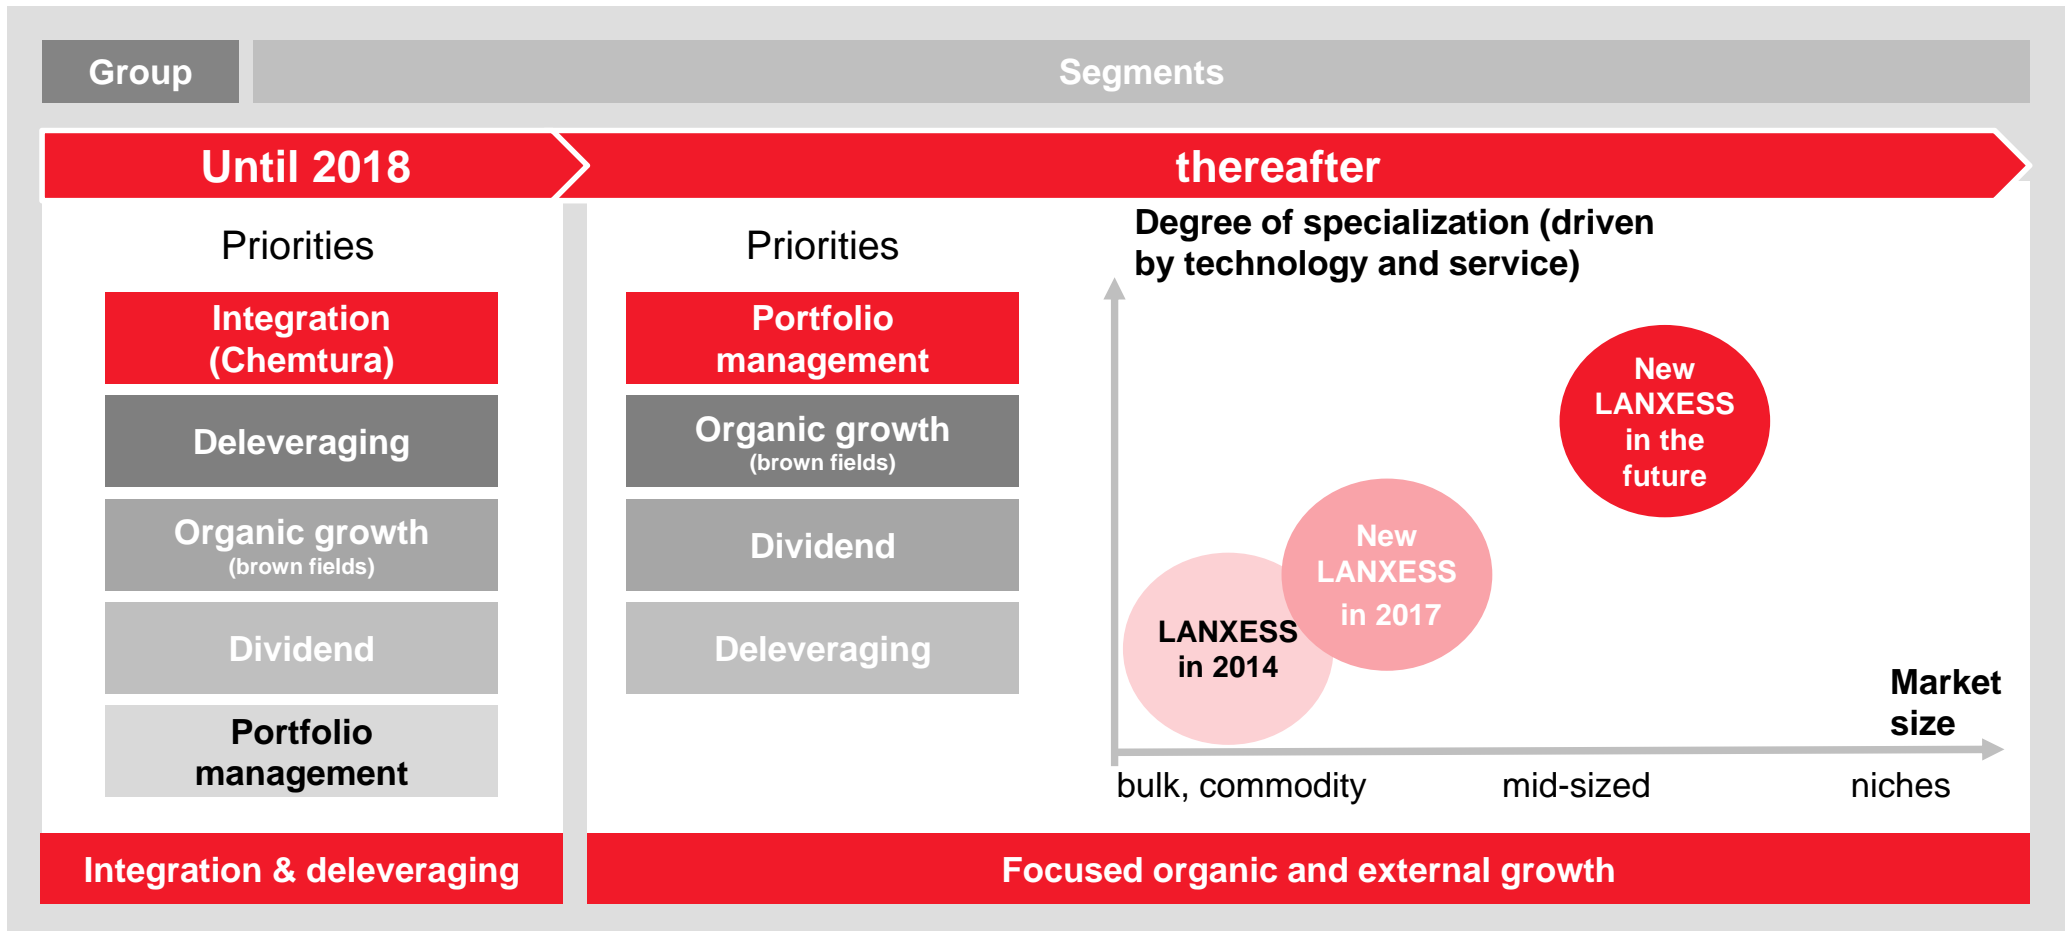 Group
Segments
Until 2018
thereafter
Priorities
Integration
(Chemtura)
Deleveraging
Organic growth
(brown fields)
Dividend
Portfolio
management
Priorities
Portfolio
management
Organic growth
(brown fields)
Dividend
Deleveraging
Degree of specialization (driven
by technology and service)
New
LANXESS
in the
future
New
LANXESS
in 2017
LANXESS
in 2014
Market
size
bulk, commodity
mid-sized
niches
Integration & deleveraging
Focused organic and external growth